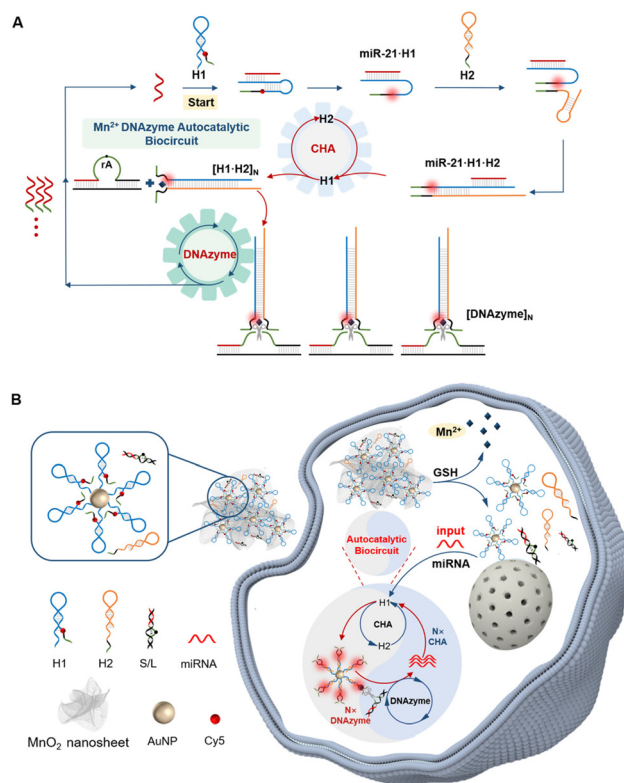 A
H1
Start
miR-21·H1
H2
Mn2+ DNAzyme Autocatalytic
Biocircuit
rA
[H1·H2]N
H2
CHA
H1
miR-21·H1·H2
DNAzyme
[DNAzyme]N
B
Mn2+
GSH
input
miRNA
Autocatalytic
Biocircuit
H1
CHA
H2
N×
CHA
N×
DNAzyme
DNAzyme
H1
H2
S/L
miRNA
MnO2 nanosheet
AuNP
Cy5